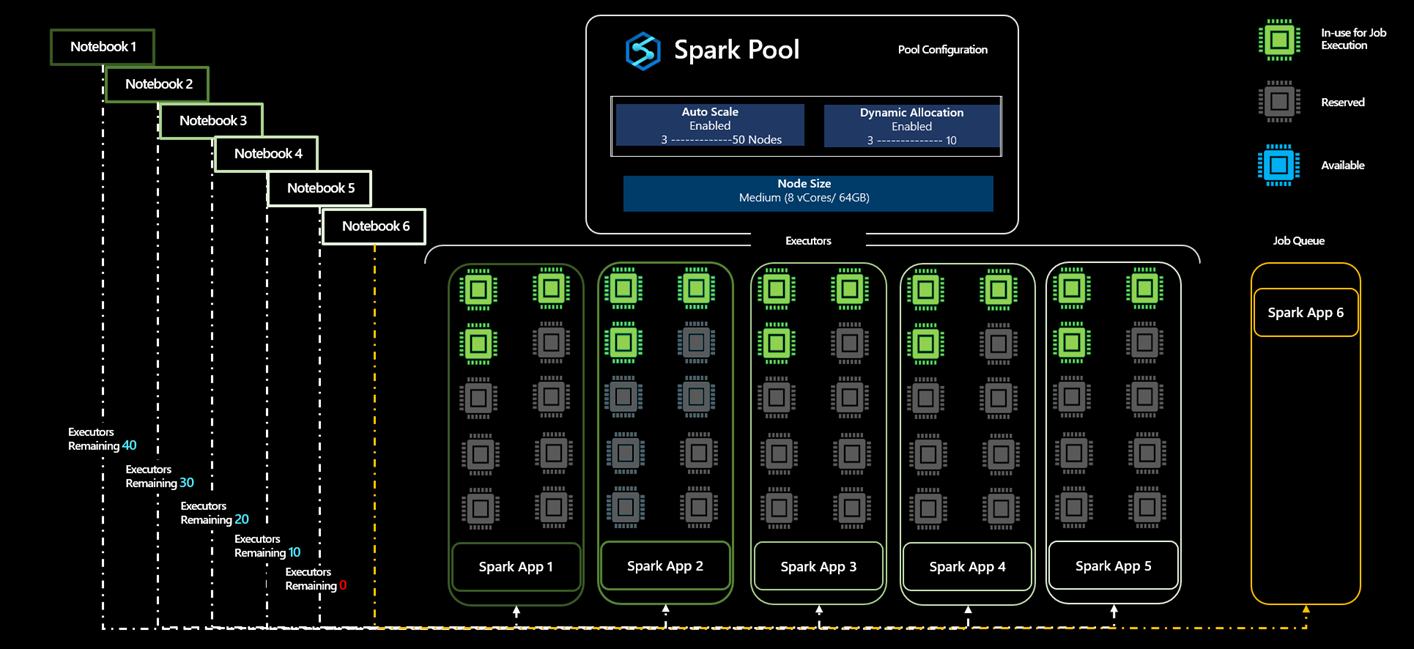 Notebook 1
Notebook 2
Notebook 3
Notebook 4
Notebook 5
Notebook 6
Spark Pool
Pool Configuration
Auto Scale
Enabled
3 -------------50 Nodes
Dynamic Allocation
Enabled
3 -------------- 10
Node Size
Medium (8 vCores/ 64GB)
In-use for Job
Execution
Reserved
Available
Executors
Job Queue
Spark App 6
Executors
Remaining 40
Executors
Remaining 30
Executors
Remaining 20
Executors
Remaining 10
Executors
Remaining 0
Spark App 1
Spark App 2
Spark App 3
Spark App 4
Spark App 5